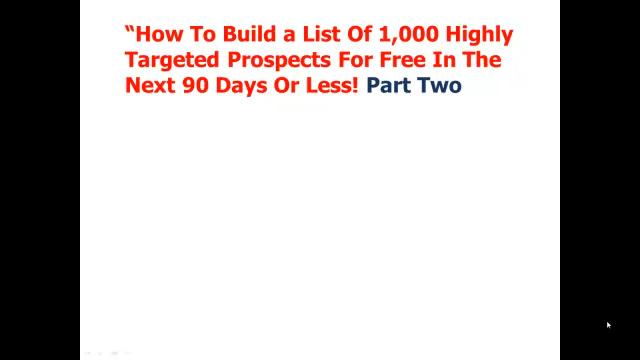 “How To Build a List Of 1,000 Highly
Targeted Prospects For Free In The
Next 90 Days Or Less! Part Two